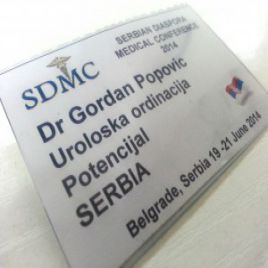 SDMC
SERBIAN DIASPORA
MEDICAL CONFERENCE
2014
Dr Gordan Popovic
Uroloska ordinacija
Potencijal
SERBIA
Belgrade, Serbia 19-21 June 2014